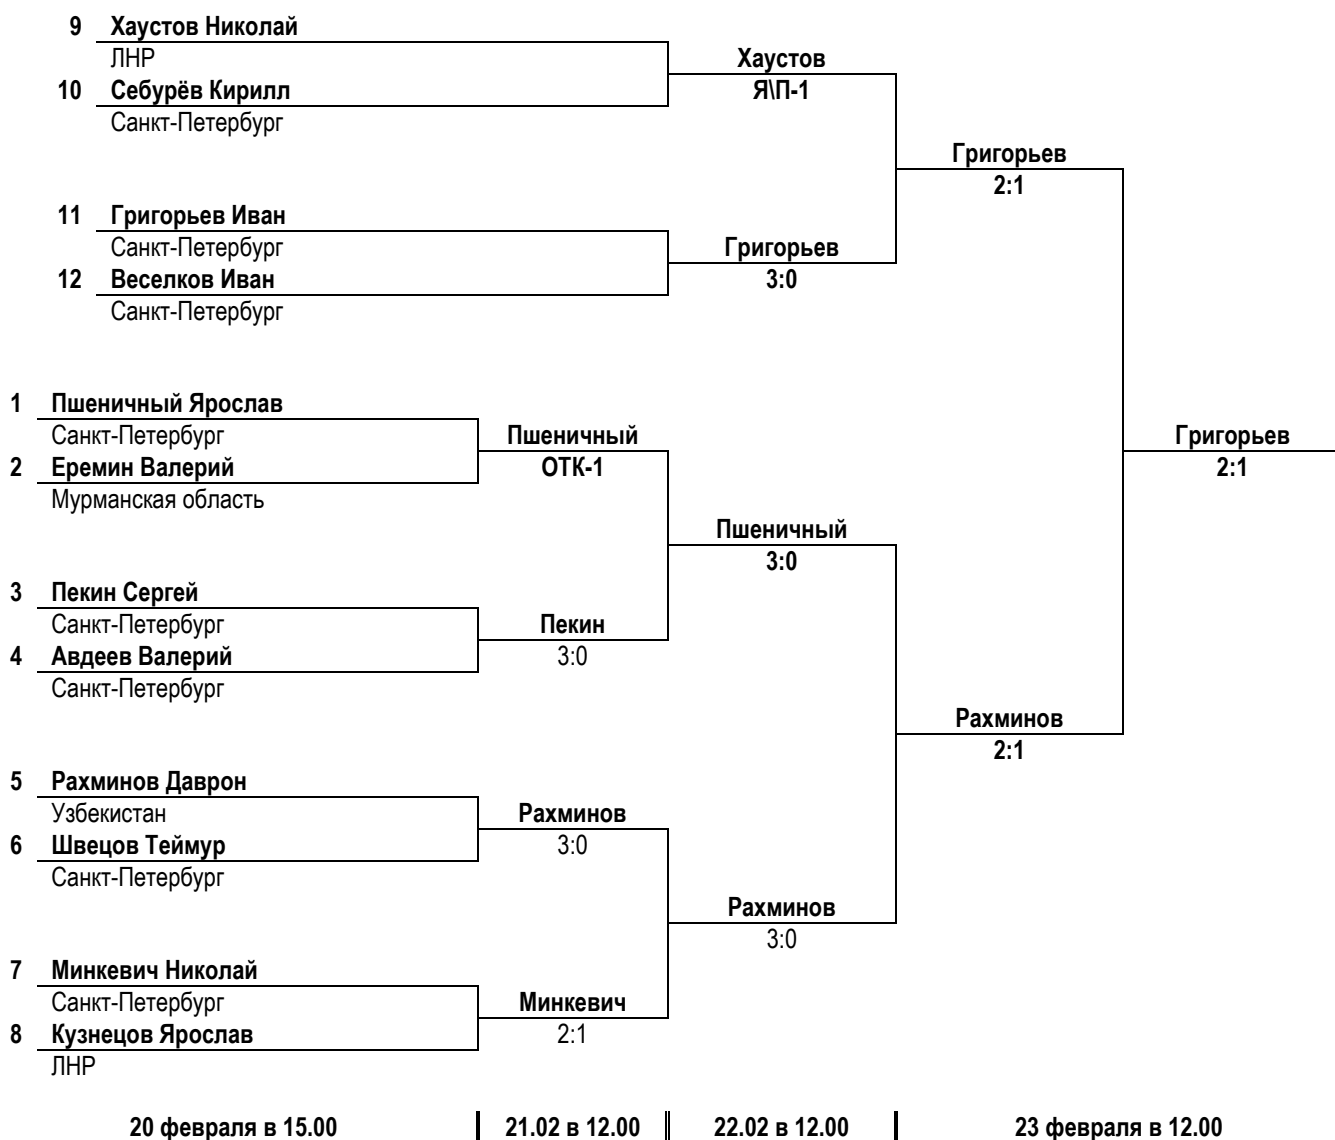 9 Хаустов Николай
ЛНР Хаустов
10 Себурёв Кирилл Я\П-1
Санкт-Петербург
Григорьев
2:1
11 Григорьев Иван
Санкт-Петербург Григорьев
12 Веселков Иван 3:0
Санкт-Петербург
1 Пшеничный Ярослав
Санкт-Петербург Пшеничный Григорьев
2 Еремин Валерий ОТК-1 2:1
Мурманская область
Пшеничный
3:0
3 Пекин Сергей
Санкт-Петербург Пекин
4 Авдеев Валерий 3:0
Санкт-Петербург
Рахминов
2:1
5 Рахминов Даврон
Узбекистан Рахминов
6 Швецов Теймур 3:0
Санкт-Петербург
Рахминов
3:0
7 Минкевич Николай
Санкт-Петербург Минкевич
8 Кузнецов Ярослав 2:1
ЛНР
20 февраля в 15.00 21.02 в 12.00 22.02 в 12.00 23 февраля в 12.00